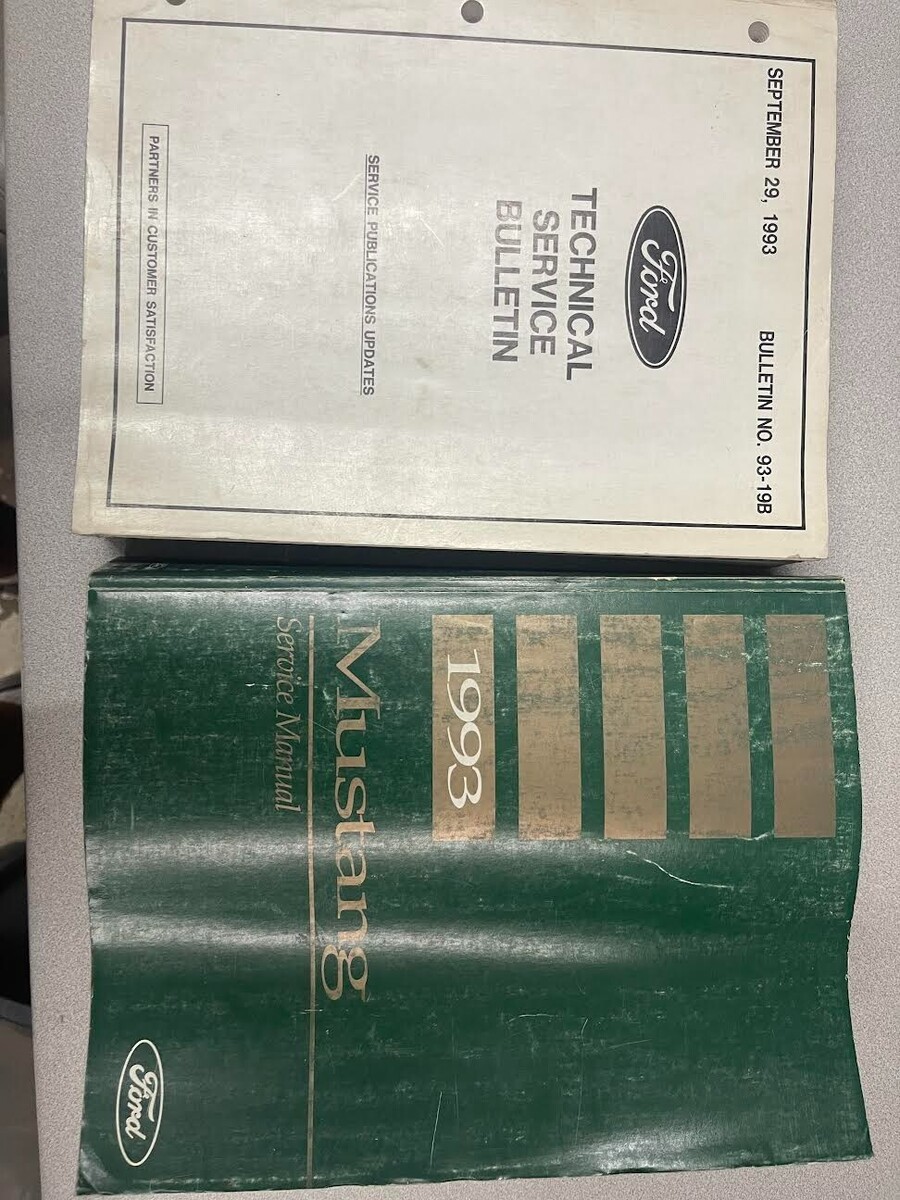 SEPTEMBER 29, 1993 BULLETIN NO. 93-19B
Ford
TECHNICAL
SERVICE
BULLETIN
SERVICE PUBLICATIONS UPDATES
PARTNERS IN CUSTOMER SATISFACTION
1993
Mustang
Service Manual
Ford